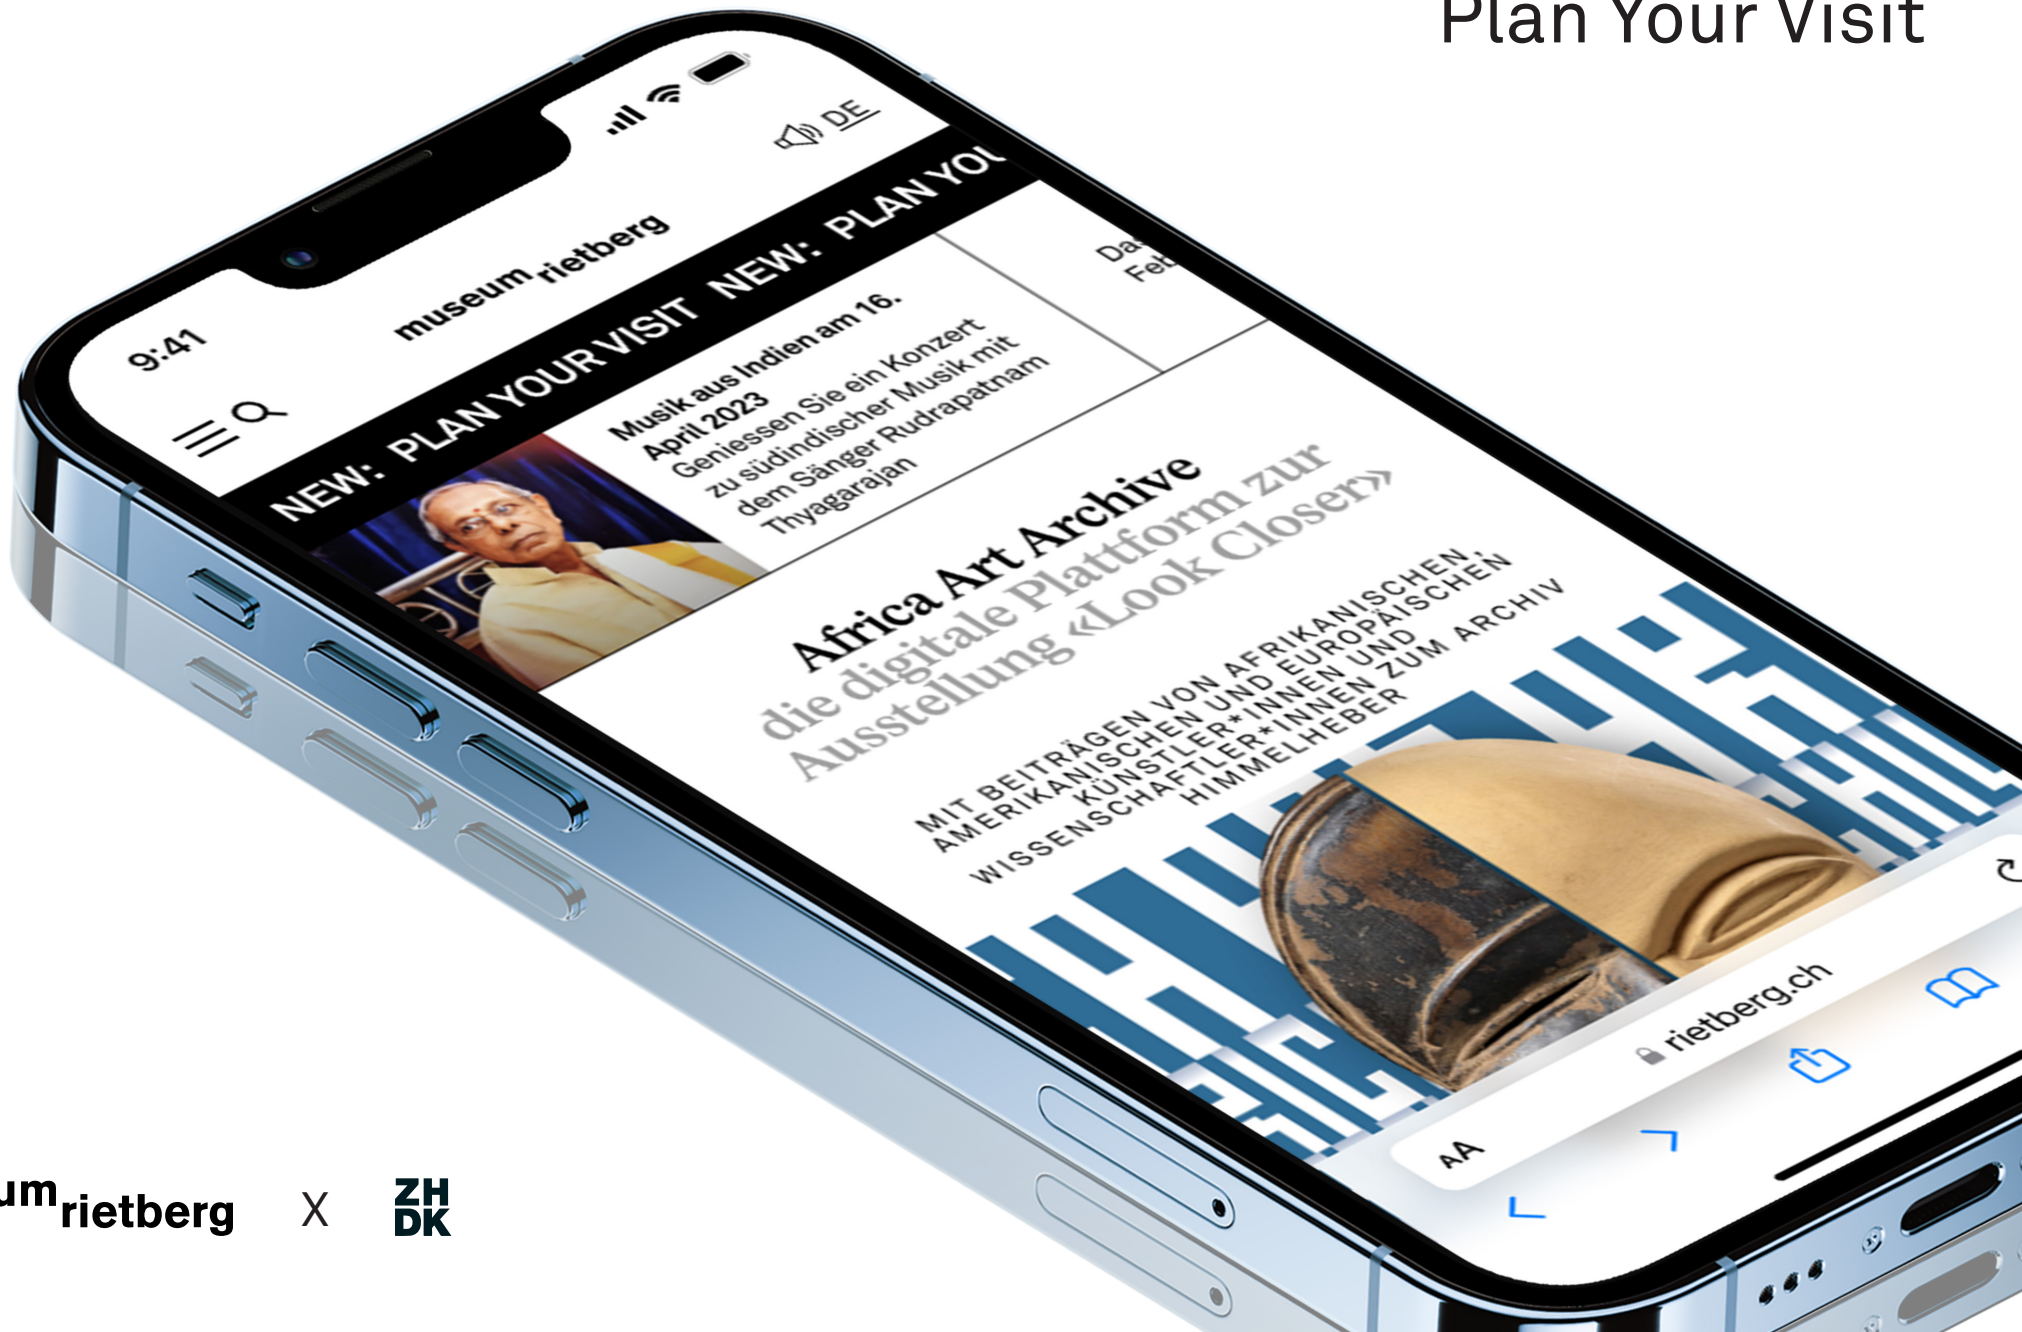 Plan Your Visit
9:41
DE
museum rietberg
NEW: PLAN YOUR VISIT NEW: PLAN YOU
Musik aus Indien am 16.
April 2023
Geniessen Sie ein Konzert
zu südindischer Musik mit
dem Sänger Rudrapatnam
Thyagarajan
Da
Feb
Africa Art Archive
die digitale Plattform zur
Ausstellung «Look Closer»
MIT BEITRÄGEN VON AFRIKANISCHEN,
AMERIKANISCHEN UND EUROPÄISCHEN
KÜNSTLER*INNEN UND
WISSENSCHAFTLER*INNEN ZUM ARCHIV
HIMMELHEBER
AA
rietberg.ch
um rietberg X ZH
DK